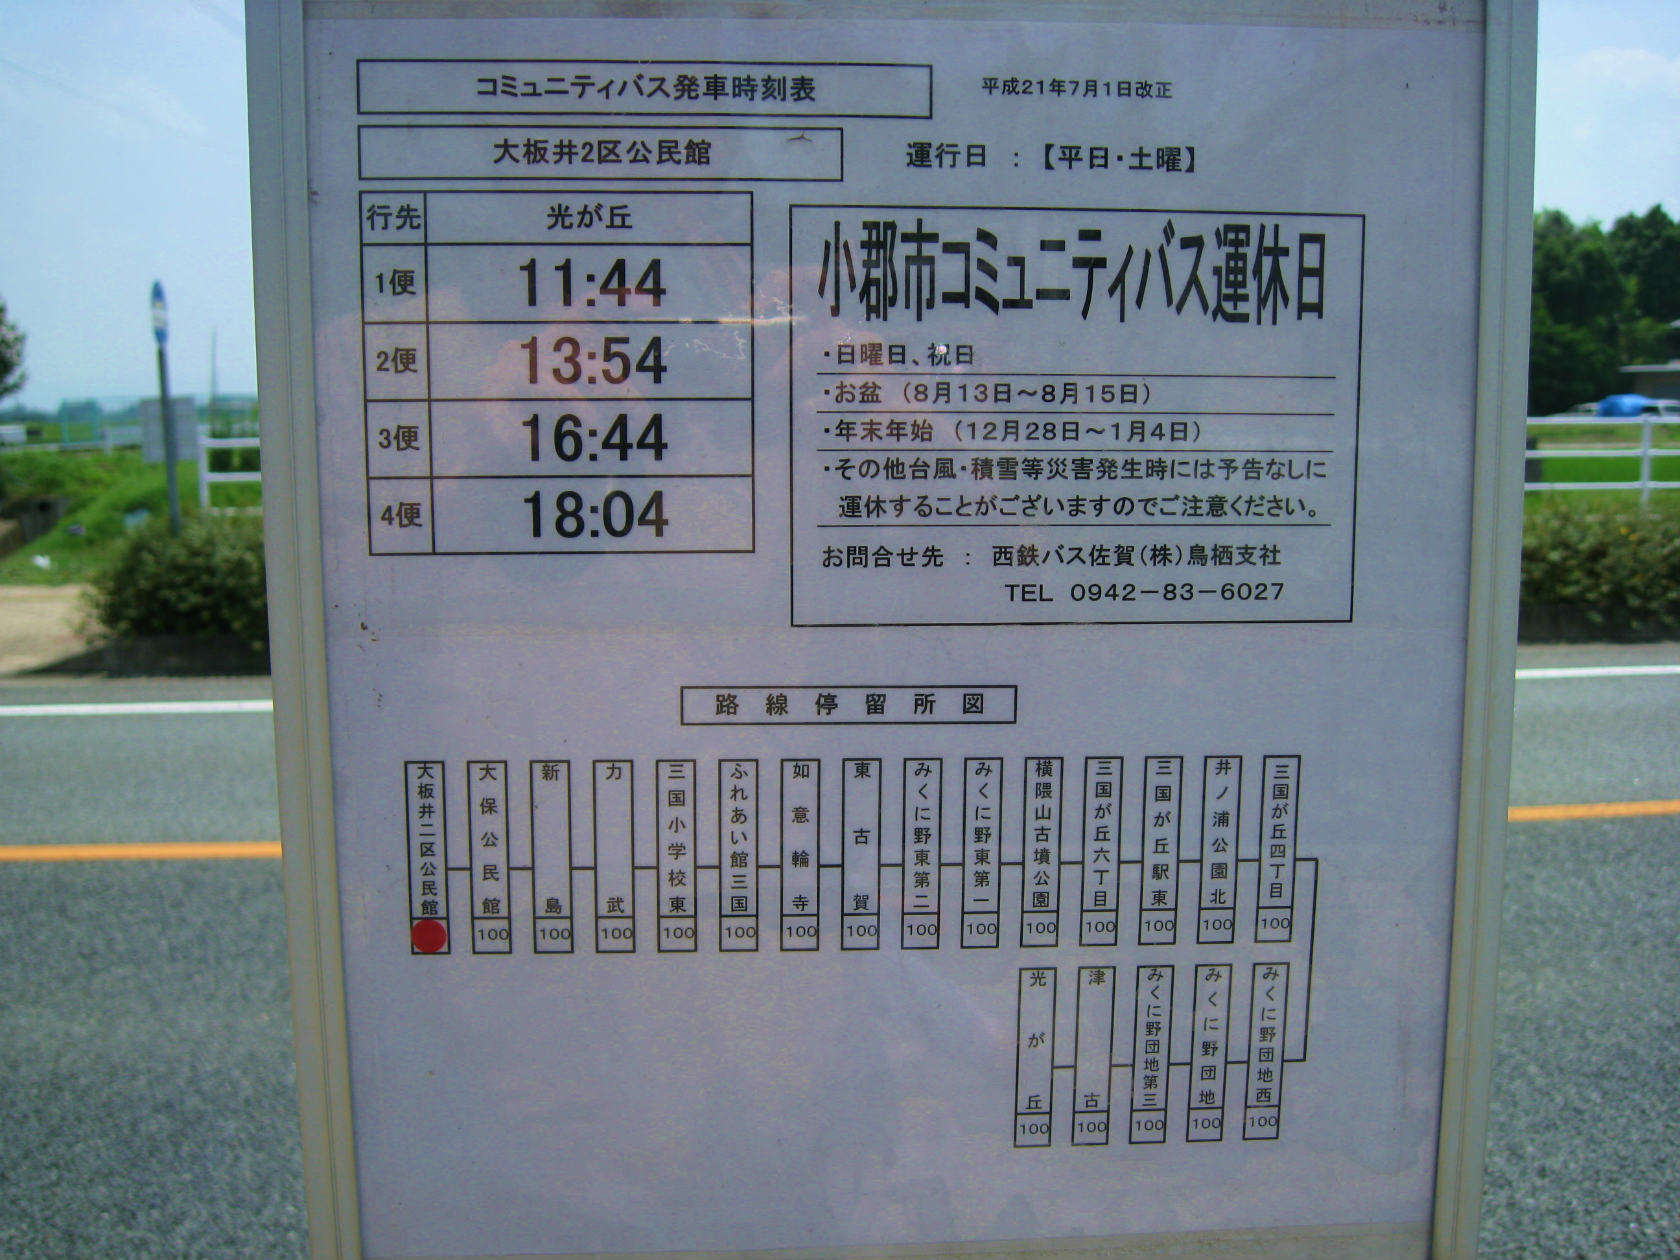 コミュニティバス発車時刻表
平成21年7月1日改正
大板井2区公民館
運行日 : 【平日・土曜】
行先 光が丘
1便 11:44
2便 13:54
3便 16:44
4便 18:04
小郡市コミュニティバス運休日
・日曜日、祝日
・お盆 (8月13日～8月15日)
・年末年始 (12月28日～1月4日)
・その他台風・積雪等災害発生時には予告なしに
運休することがございますのでご注意ください。
お問合せ先 : 西鉄バス佐賀(株)鳥栖支社
TEL 0942－83－6027
路線停留所図
大板井二区公民館
大保公民館 100
新島 100
力武 100
三国小学校東 100
ふれあい館三国 100
如意輪寺 100
東古賀 100
みくに野東第二 100
みくに野東第一 100
横隈山古墳公園 100
三国が丘六丁目 100
三国が丘駅東 100
井ノ浦公園北 100
三国が丘四丁目 100
光が丘 100
津古 100
みくに野団地第三 100
みくに野団地 100
みくに野団地西 100